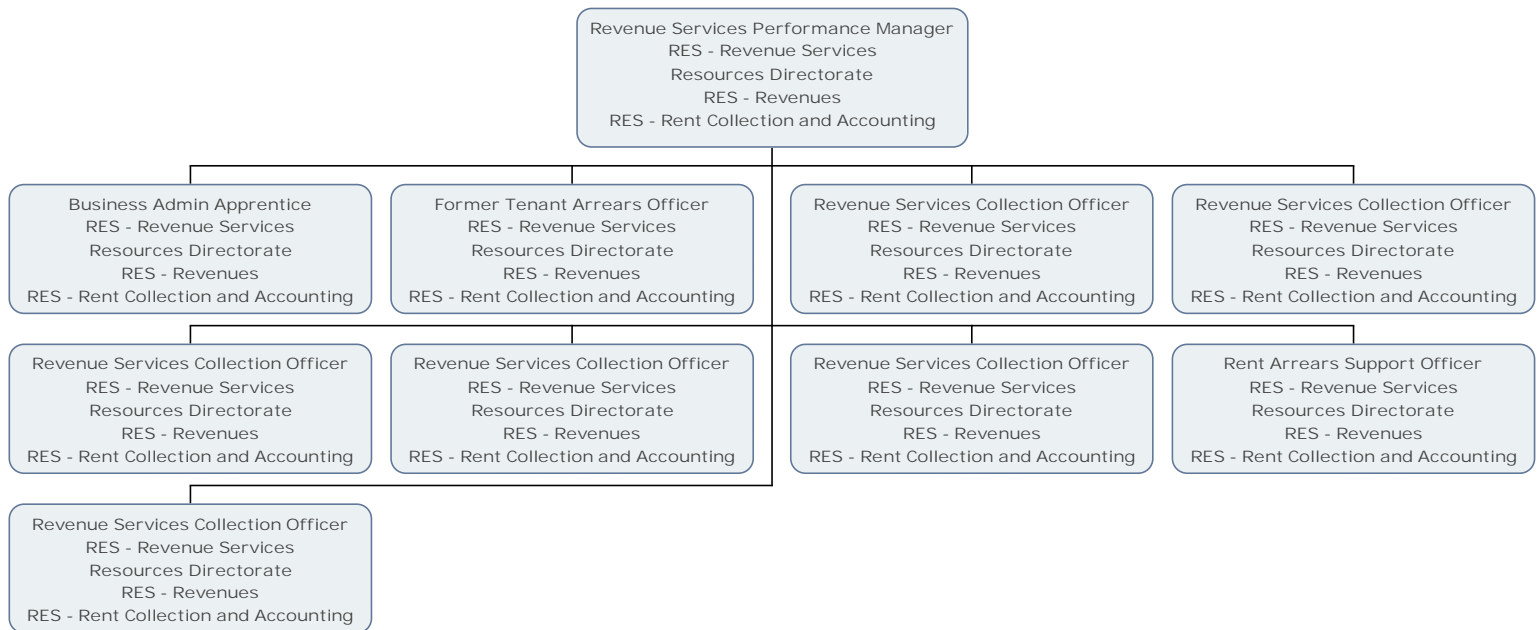 Revenue Services Performance Manager
RES - Revenue Services
Resources Directorate
RES - Revenues
RES - Rent Collection and Accounting
Business Admin Apprentice
RES - Revenue Services
Resources Directorate
RES - Revenues
RES - Rent Collection and Accounting
Former Tenant Arrears Officer
RES - Revenue Services
Resources Directorate
RES - Revenues
RES - Rent Collection and Accounting
Revenue Services Collection Officer
RES - Revenue Services
Resources Directorate
RES - Revenues
RES - Rent Collection and Accounting
Revenue Services Collection Officer
RES - Revenue Services
Resources Directorate
RES - Revenues
RES - Rent Collection and Accounting
Revenue Services Collection Officer
RES - Revenue Services
Resources Directorate
RES - Revenues
RES - Rent Collection and Accounting
Revenue Services Collection Officer
RES - Revenue Services
Resources Directorate
RES - Revenues
RES - Rent Collection and Accounting
Revenue Services Collection Officer
RES - Revenue Services
Resources Directorate
RES - Revenues
RES - Rent Collection and Accounting
Rent Arrears Support Officer
RES - Revenue Services
Resources Directorate
RES - Revenues
RES - Rent Collection and Accounting
Revenue Services Collection Officer
RES - Revenue Services
Resources Directorate
RES - Revenues
RES - Rent Collection and Accounting